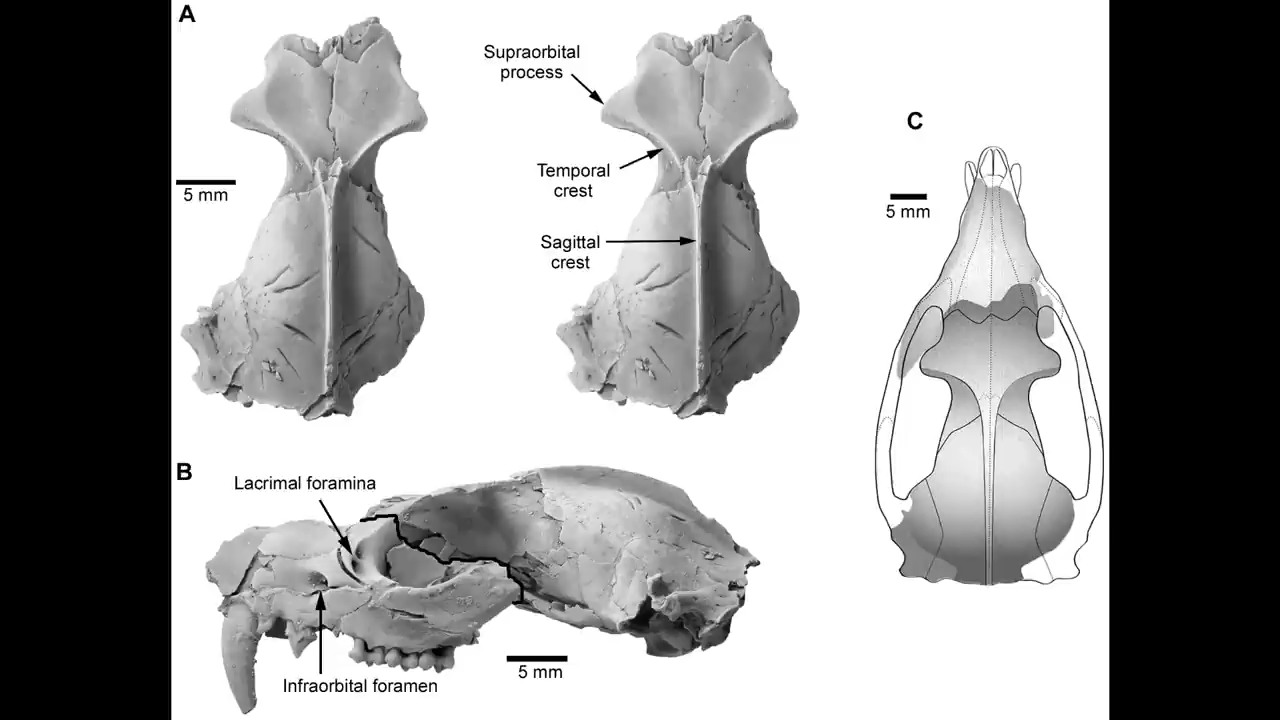 A
Supraorbital
process
Temporal
crest
Sagittal
crest
5 mm
C
5 mm
B
Lacrimal foramina
Infraorbital foramen
5 mm